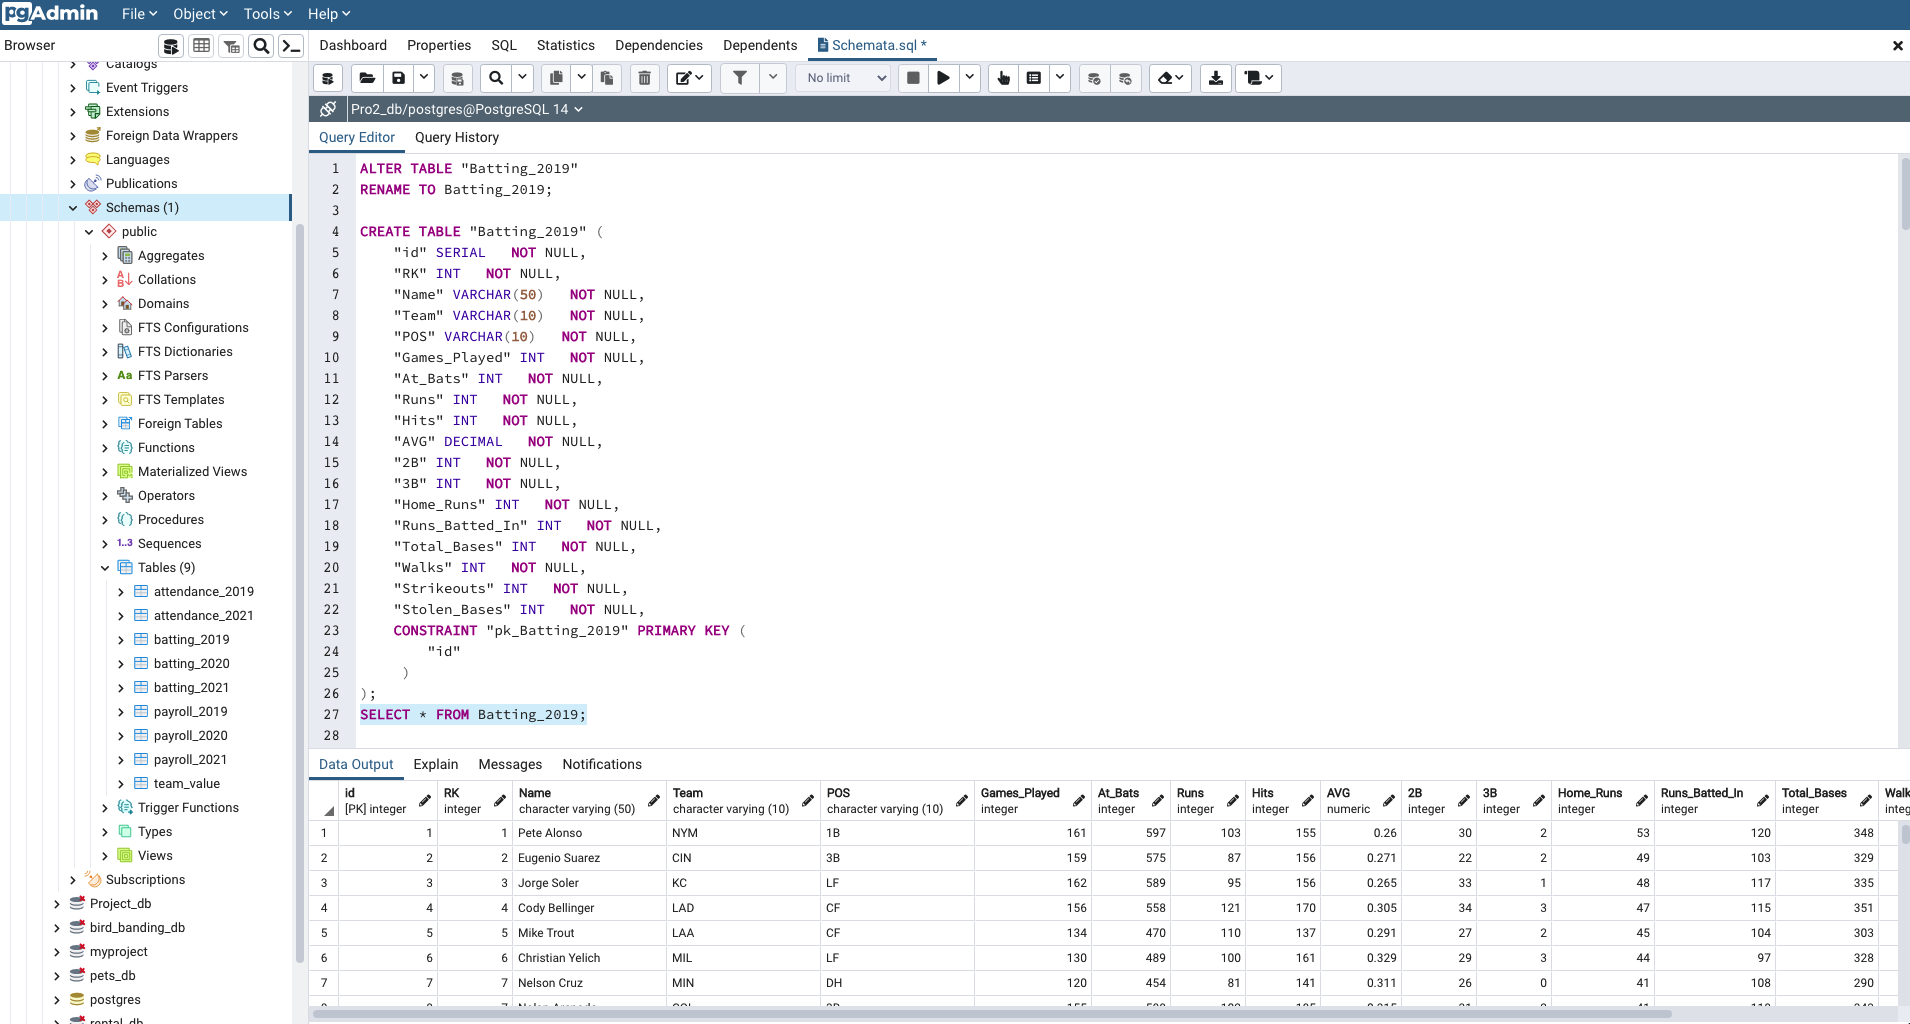 pgAdmin File Object Tools Help
Browser
Dashboard Properties SQL Statistics Dependencies Dependents Schemata.sql *
No limit
Pro2_db/postgres@PostgreSQL 14
Query Editor Query History
Catalogs
Event Triggers
Extensions
Foreign Data Wrappers
Languages
Publications
Schemas (1)
public
Aggregates
Collations
Domains
FTS Configurations
FTS Dictionaries
Aa FTS Parsers
FTS Templates
Foreign Tables
Functions
Materialized Views
Operators
Procedures
1..3 Sequences
Tables (9)
attendance_2019
attendance_2021
batting_2019
batting_2020
batting_2021
payroll_2019
payroll_2020
payroll_2021
team_value
Trigger Functions
Types
Views
Subscriptions
Project_db
bird_banding_db
myproject
pets_db
postgres
rental_db
1 ALTER TABLE "Batting_2019"
2 RENAME TO Batting_2019;
3
4 CREATE TABLE "Batting_2019" (
5 "id" SERIAL NOT NULL,
6 "RK" INT NOT NULL,
7 "Name" VARCHAR(50) NOT NULL,
8 "Team" VARCHAR(10) NOT NULL,
9 "POS" VARCHAR(10) NOT NULL,
10 "Games_Played" INT NOT NULL,
11 "At_Bats" INT NOT NULL,
12 "Runs" INT NOT NULL,
13 "Hits" INT NOT NULL,
14 "AVG" DECIMAL NOT NULL,
15 "2B" INT NOT NULL,
16 "3B" INT NOT NULL,
17 "Home_Runs" INT NOT NULL,
18 "Runs_Batted_In" INT NOT NULL,
19 "Total_Bases" INT NOT NULL,
20 "Walks" INT NOT NULL,
21 "Strikeouts" INT NOT NULL,
22 "Stolen_Bases" INT NOT NULL,
23 CONSTRAINT "pk_Batting_2019" PRIMARY KEY (
24 "id"
25 )
26 );
27 SELECT * FROM Batting_2019;
28
Data Output Explain Messages Notifications
id RK Name Team POS Games_Played At_Bats Runs Hits AVG 2B 3B Home_Runs Runs_Batted_In Total_Bases Walk
[PK] integer integer character varying (50) character varying (10) character varying (10) integer integer integer integer numeric integer integer integer integer integer integ
1 1 1 Pete Alonso NYM 1B 161 597 103 155 0.26 30 2 53 120 348
2 2 2 Eugenio Suarez CIN 3B 159 575 87 156 0.271 22 2 49 103 329
3 3 3 Jorge Soler KC LF 162 589 95 156 0.265 33 1 48 117 335
4 4 4 Cody Bellinger LAD CF 156 558 121 170 0.305 34 3 47 115 351
5 5 5 Mike Trout LAA CF 134 470 110 137 0.291 27 2 45 104 303
6 6 6 Christian Yelich MIL LF 130 489 100 161 0.329 29 3 44 97 328
7 7 7 Nelson Cruz MIN DH 120 454 81 141 0.311 26 0 41 108 290